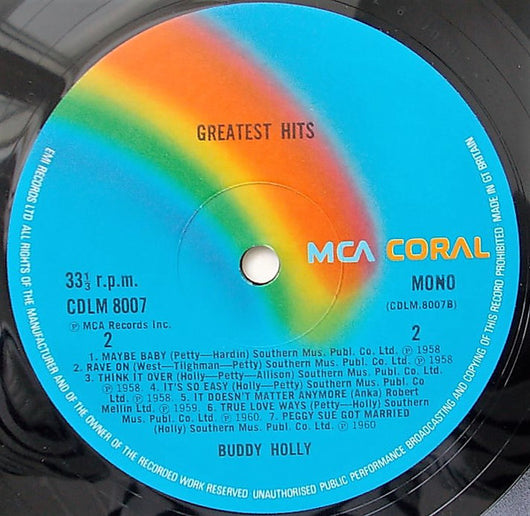 GREATEST HITS
MCA CORAL
33⅓ r.p.m.
MONO
CDLM 8007
(CDLM.8007B)
℗ MCA Records Inc.
2
2
1. MAYBE BABY (Petty—Hardin) Southern Mus. Publ. Co. Ltd. ℗ 1958
2. RAVE ON (West—Tilghman—Petty) Southern Mus. Publ. Co. Ltd. ℗ 1958
3. THINK IT OVER (Holly—Petty—Allison) Southern Mus. Publ. Co.
Ltd. ℗ 1958. 4. IT'S SO EASY (Holly—Petty) Southern Mus. Publ. Co
Ltd. ℗ 1958. 5. IT DOESN'T MATTER ANYMORE (Anka) Robert
Mellin Ltd. ℗ 1959. 6. TRUE LOVE WAYS (Petty—Holly) Southern
Mus. Publ. Co. Ltd. ℗ 1960. 7. PEGGY SUE GOT MARRIED
(Holly) Southern Mus. Publ. Co. Ltd. ℗ 1960
BUDDY HOLLY
EMI RECORDS LTD ALL RIGHTS OF THE MANUFACTURER AND OF THE OWNER OF THE RECORDED WORK RESERVED UNAUTHORISED PUBLIC PERFORMANCE BROADCASTING AND COPYING OF THIS RECORD PROHIBITED MADE IN GT BRITAIN